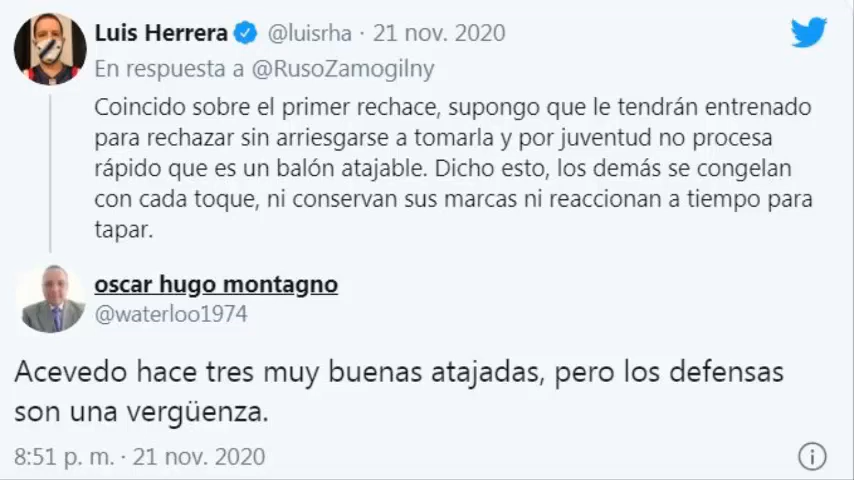 Luis Herrera @luisrha · 21 nov. 2020
En respuesta a @RusoZamogilny
Coincido sobre el primer rechace, supongo que le tendrán entrenado
para rechazar sin arriesgarse a tomarla y por juventud no procesa
rápido que es un balón atajable. Dicho esto, los demás se congelan
con cada toque, ni conservan sus marcas ni reaccionan a tiempo para
tapar.
oscar hugo montagno
@waterloo1974
Acevedo hace tres muy buenas atajadas, pero los defensas
son una vergüenza.
8:51 p. m. · 21 nov. 2020